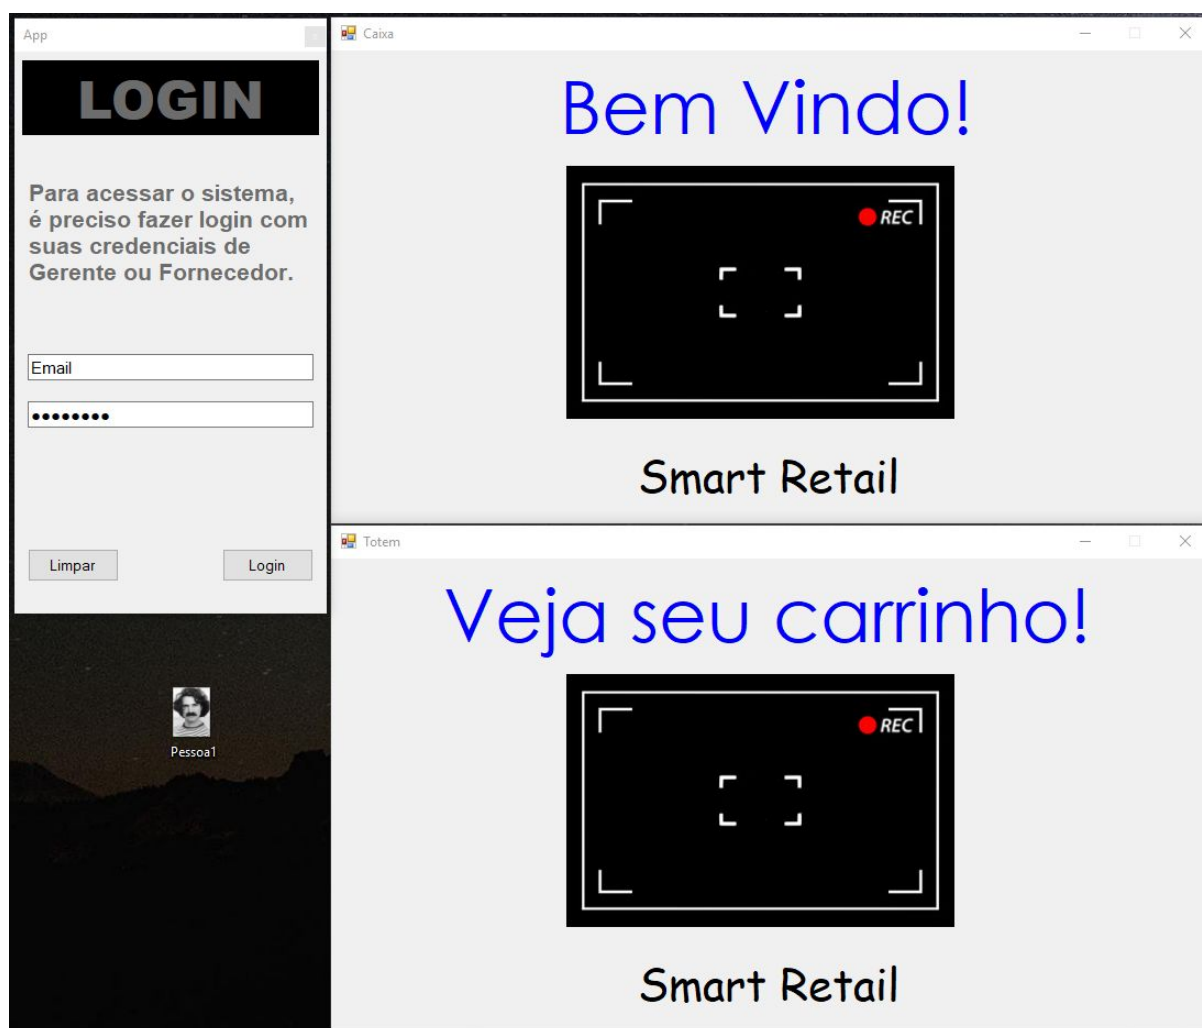 App
LOGIN
Para acessar o sistema,
é preciso fazer login com
suas credenciais de
Gerente ou Fornecedor.
Email
••••••••
Limpar
Login
Pessoa1
Caixa
Bem Vindo!
REC
Smart Retail
Totem
Veja seu carrinho!
REC
Smart Retail